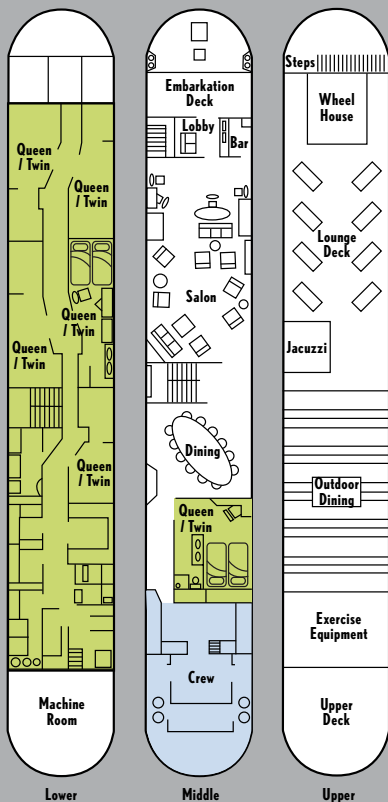 Queen
/ Twin
Queen
/ Twin
Queen
/ Twin
Queen
/ Twin
Queen
/ Twin
Machine
Room
Lower
Embarkation
Deck
Lobby
Bar
Salon
Dining
Queen
/ Twin
Crew
Middle
Steps
Wheel
House
Lounge
Deck
Jacuzzi
Outdoor
Dining
Exercise
Equipment
Upper
Deck
Upper